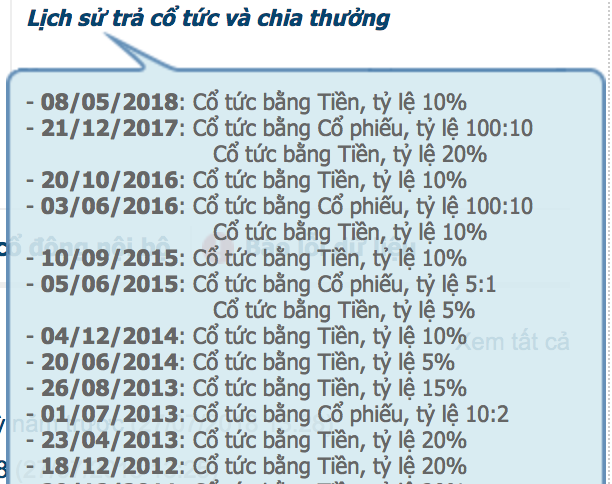 Lịch sử trả cổ tức và chia thưởng
- 08/05/2018: Cổ tức bằng Tiền, tỷ lệ 10%
- 21/12/2017: Cổ tức bằng Cổ phiếu, tỷ lệ 100:10
Cổ tức bằng Tiền, tỷ lệ 20%
- 20/10/2016: Cổ tức bằng Tiền, tỷ lệ 10%
- 03/06/2016: Cổ tức bằng Cổ phiếu, tỷ lệ 100:10
Cổ tức bằng Tiền, tỷ lệ 10%
- 10/09/2015: Cổ tức bằng Tiền, tỷ lệ 10%
- 05/06/2015: Cổ tức bằng Cổ phiếu, tỷ lệ 5:1
Cổ tức bằng Tiền, tỷ lệ 5%
- 04/12/2014: Cổ tức bằng Tiền, tỷ lệ 10%
Xem tất cả
- 20/06/2014: Cổ tức bằng Tiền, tỷ lệ 5%
- 26/08/2013: Cổ tức bằng Tiền, tỷ lệ 15%
- 01/07/2013: Cổ tức bằng Cổ phiếu, tỷ lệ 10:2
- 23/04/2013: Cổ tức bằng Tiền, tỷ lệ 20%
- 18/12/2012: Cổ tức bằng Tiền, tỷ lệ 20%